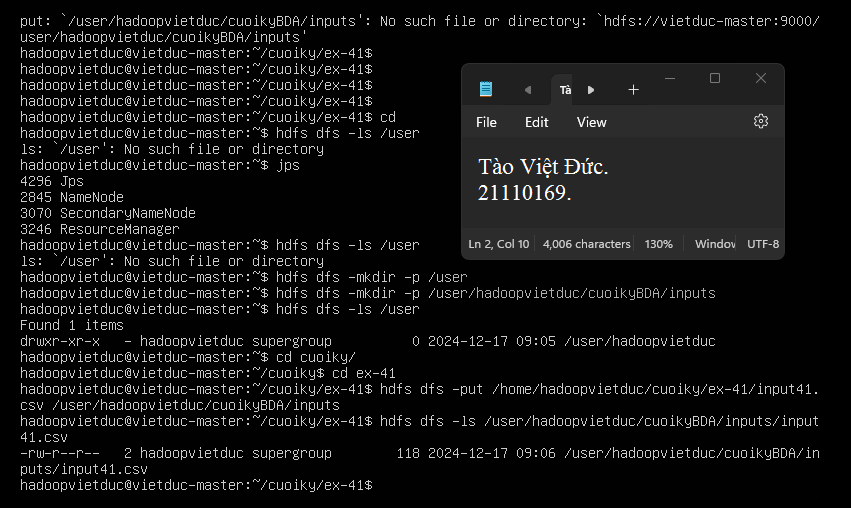 put: `/user/hadoopvietduc/cuoikyBDA/inputs': No such file or directory: `hdfs://vietduc-master:9000/
user/hadoopvietduc/cuoikyBDA/inputs'
hadoopvietduc@vietduc-master:~/cuoiky/ex-41$
hadoopvietduc@vietduc-master:~/cuoiky/ex-41$
hadoopvietduc@vietduc-master:~/cuoiky/ex-41$
hadoopvietduc@vietduc-master:~/cuoiky/ex-41$
hadoopvietduc@vietduc-master:~/cuoiky/ex-41$ cd
hadoopvietduc@vietduc-master:~$ hdfs dfs -ls /user
ls: `/user': No such file or directory
hadoopvietduc@vietduc-master:~$ jps
4296 Jps
2845 NameNode
3070 SecondaryNameNode
3246 ResourceManager
hadoopvietduc@vietduc-master:~$ hdfs dfs -ls /user
ls: `/user': No such file or directory
hadoopvietduc@vietduc-master:~$ hdfs dfs -mkdir -p /user
hadoopvietduc@vietduc-master:~$ hdfs dfs -mkdir -p /user/hadoopvietduc/cuoikyBDA/inputs
hadoopvietduc@vietduc-master:~$ hdfs dfs -ls /user
Found 1 items
drwxr-xr-x   - hadoopvietduc supergroup          0 2024-12-17 09:05 /user/hadoopvietduc
hadoopvietduc@vietduc-master:~$ cd cuoiky/
hadoopvietduc@vietduc-master:~/cuoiky$ cd ex-41
hadoopvietduc@vietduc-master:~/cuoiky/ex-41$ hdfs dfs -put /home/hadoopvietduc/cuoiky/ex-41/input41.
csv /user/hadoopvietduc/cuoikyBDA/inputs
hadoopvietduc@vietduc-master:~/cuoiky/ex-41$ hdfs dfs -ls /user/hadoopvietduc/cuoikyBDA/inputs/input
41.csv
-rw-r--r--   2 hadoopvietduc supergroup        118 2024-12-17 09:06 /user/hadoopvietduc/cuoikyBDA/in
puts/input41.csv
hadoopvietduc@vietduc-master:~/cuoiky/ex-41$
Tà
File Edit View
Tào Việt Đức.
21110169.
Ln 2, Col 10 4,006 characters 130% Window UTF-8